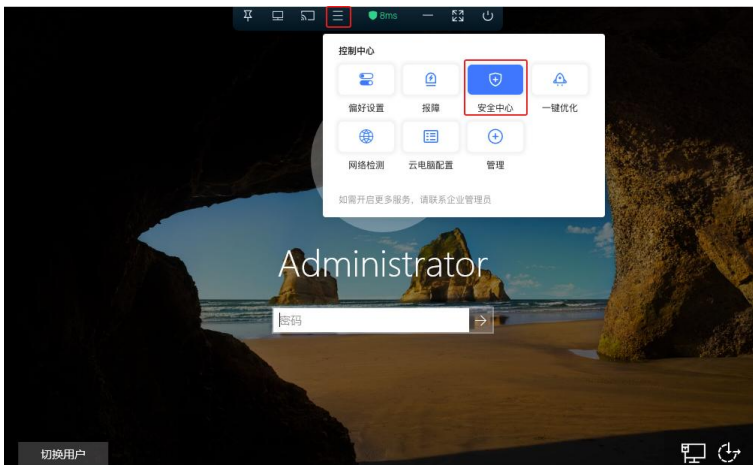 8ms
控制中心
偏好设置 报障 安全中心 一键优化
网络检测 云电脑配置 管理
如需开启更多服务，请联系企业管理员
Administrator
密码
切换用户